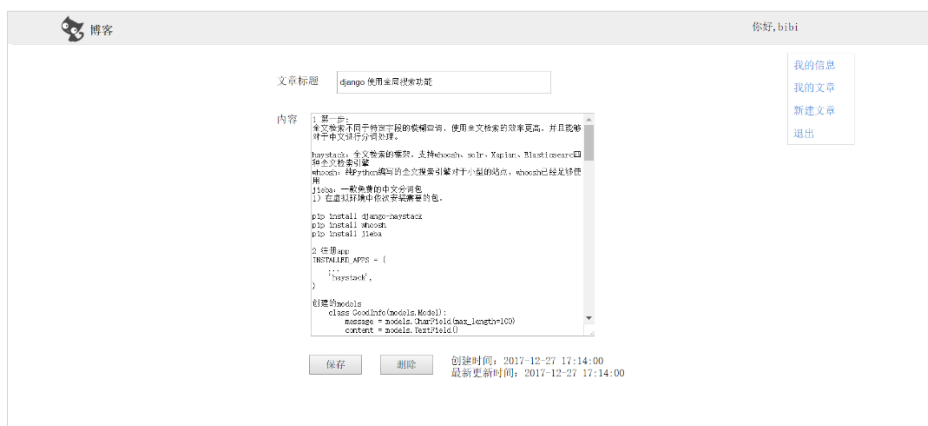 博客
你好,bibi
我的信息
我的文章
新建文章
退出
文章标题
django 使用全局搜索功能
内容
1 第一步:
全文检索不同于特定字段的模糊查询，使用全文检索的效率更高，并且能够
对于中文进行分词处理。
haystack：全文检索的框架，支持whoosh、solr、Xapian、Elasticsearc四
种全文检索引擎
whoosh：纯Python编写的全文搜索引擎对于小型的站点，whoosh已经足够使
用
jieba：一款免费的中文分词包
1）在虚拟环境中依次安装需要的包。
pip install django-haystack
pip install whoosh
pip install jieba
2 注册app
INSTALLED_APPS = (
...
'haystack',
)
创建的models
class GoodInfo(models.Model):
message = models.CharField(max_length=100)
content = models.TextField()
保存
删除
创建时间：2017-12-27 17:14:00
最新更新时间：2017-12-27 17:14:00